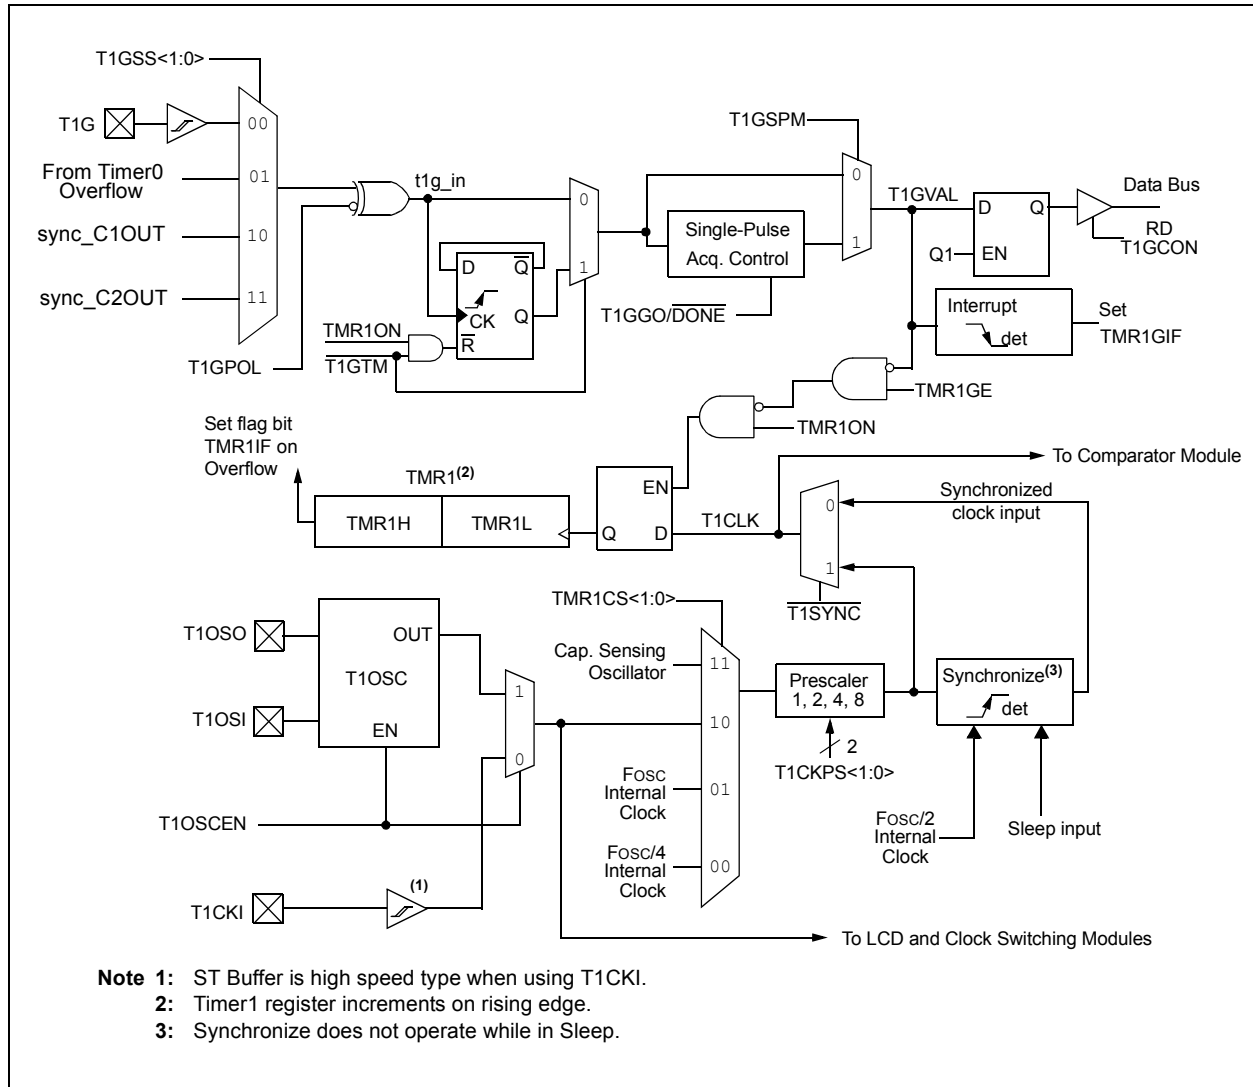 T1GSS<1:0>
T1G
00
From Timer0
Overflow
01
sync_C1OUT
10
sync_C2OUT
11
T1GPOL
t1g_in
D
Q
CK
Q
R
TMR1ON
T1GTM
0
1
Single-Pulse
Acq. Control
T1GGO/DONE
T1GSPM
0
1
T1GVAL
D
Q
Q1
EN
Data Bus
RD
T1GCON
Interrupt
det
Set
TMR1GIF
TMR1GE
TMR1ON
Set flag bit
TMR1IF on
Overflow
TMR1(2)
TMR1H
TMR1L
EN
Q
D
T1CLK
To Comparator Module
0
1
Synchronized
clock input
T1SYNC
T1OSO
T1OSI
OUT
T1OSC
EN
1
0
T1OSCEN
T1CKI
(1)
TMR1CS<1:0>
Cap. Sensing
Oscillator
11
10
FOSC
Internal
Clock
01
FOSC/4
Internal
Clock
00
Prescaler
1, 2, 4, 8
2
T1CKPS<1:0>
Synchronize(3)
det
FOSC/2
Internal
Clock
Sleep input
To LCD and Clock Switching Modules
Note 1: ST Buffer is high speed type when using T1CKI.
2: Timer1 register increments on rising edge.
3: Synchronize does not operate while in Sleep.